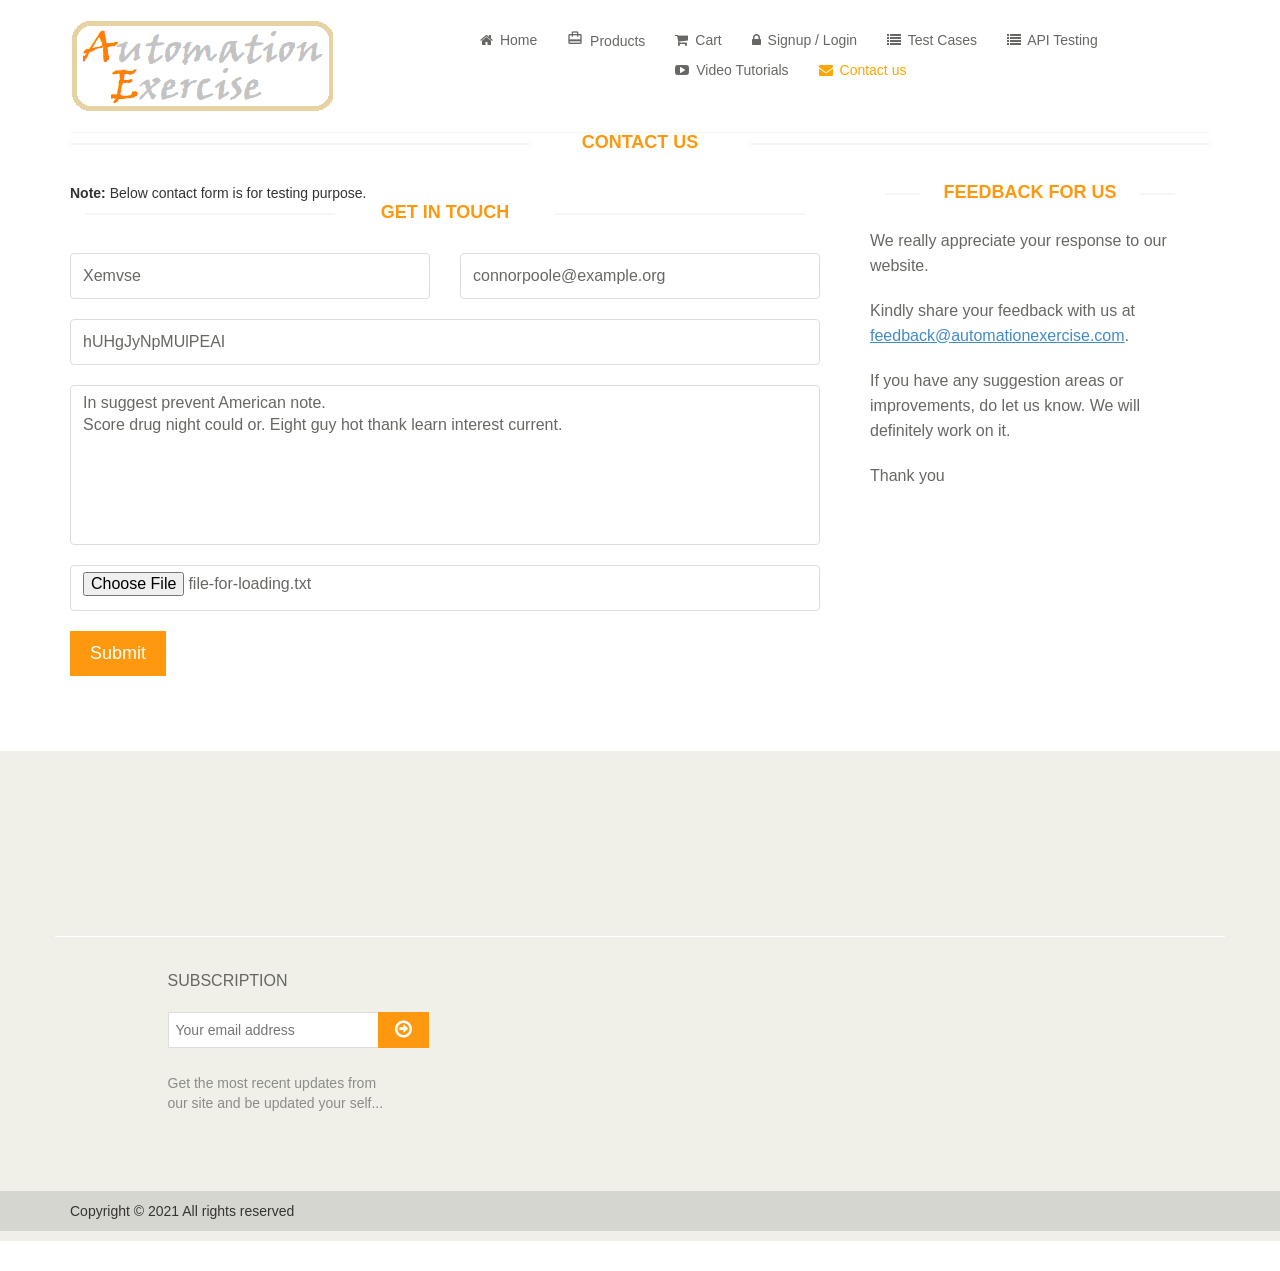 Automation
Exercise
Home
Products
Cart
Signup / Login
Test Cases
API Testing
Video Tutorials
Contact us
CONTACT US
Note: Below contact form is for testing purpose.
GET IN TOUCH
Xemvse
connorpoole@example.org
hUHgJyNpMUlPEAI
In suggest prevent American note.
Score drug night could or. Eight guy hot thank learn interest current.
Choose File file-for-loading.txt
Submit
FEEDBACK FOR US
We really appreciate your response to our
website.
Kindly share your feedback with us at
feedback@automationexercise.com.
If you have any suggestion areas or
improvements, do let us know. We will
definitely work on it.
Thank you
SUBSCRIPTION
Your email address
Get the most recent updates from
our site and be updated your self...
Copyright © 2021 All rights reserved